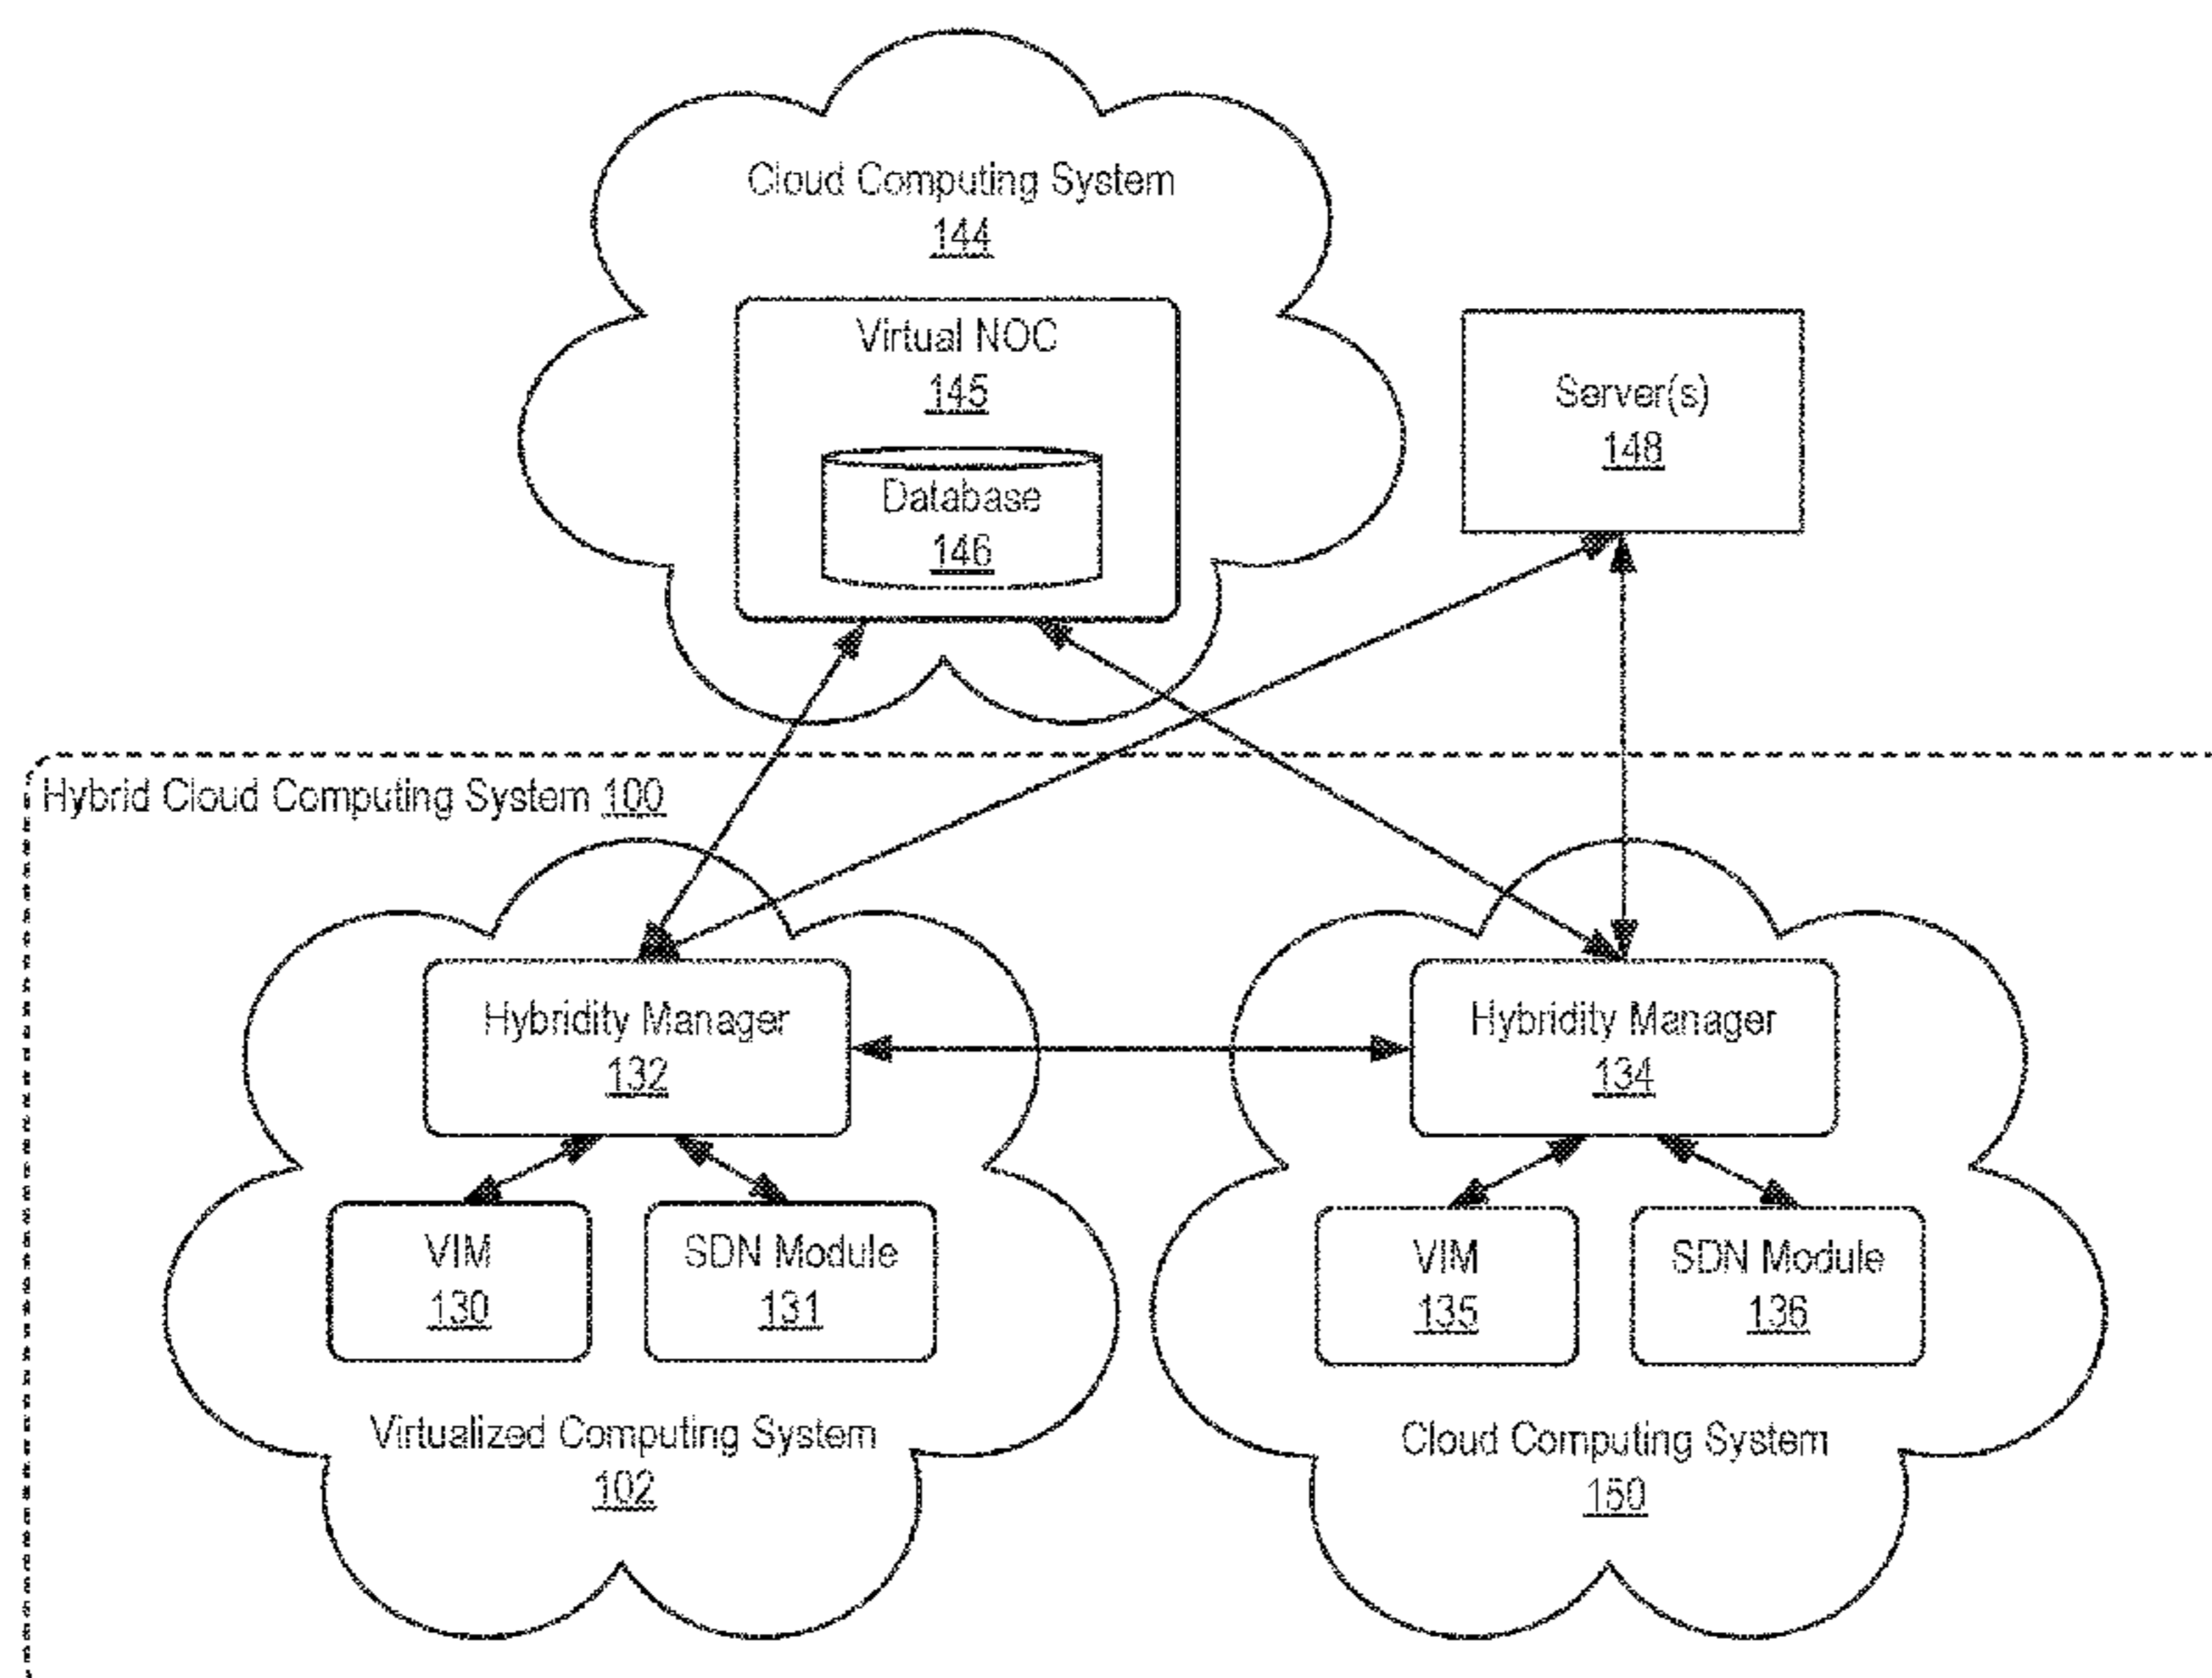 Cloud Computing System
144
Virtual NOC
145
Database
146
Server(s)
148
Hybrid Cloud Computing System 100
Hybridity Manager
132
Hybridity Manager
134
VIM
130
SDN Module
131
VIM
135
SDN Module
136
Virtualized Computing System
102
Cloud Computing System
150